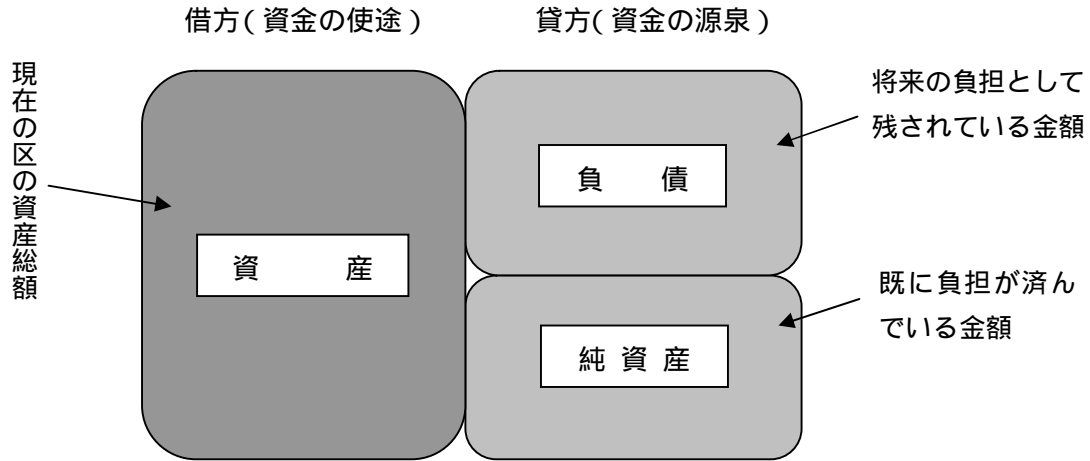 借方(資金の使途)
貸方(資金の源泉)
現在の区の資産総額
資産
負債
純資産
将来の負担として
残されている金額
既に負担が済ん
でいる金額